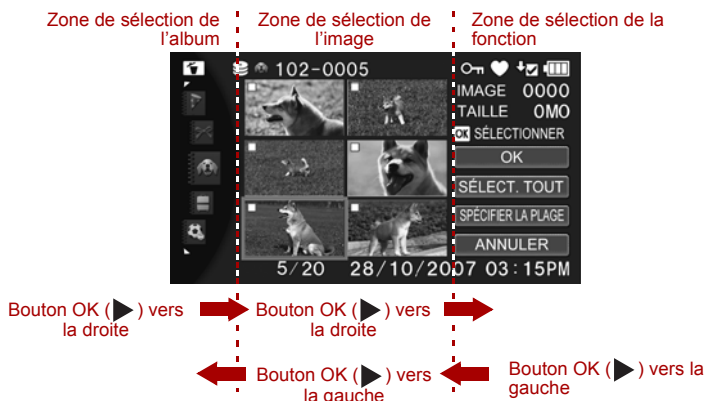 Zone de sélection de
l'album
Zone de sélection de
l'image
Zone de sélection de la
fonction
102-0005
IMAGE 0000
TAILLE 0MO
OK SÉLECTIONNER
OK
SÉLECT. TOUT
SPÉCIFIER LA PLAGE
ANNULER
5/20 28/10/2007 03:15PM
Bouton OK (▶) vers
la droite
Bouton OK (▶) vers
la droite
Bouton OK (▶) vers
la gauche
Bouton OK (▶) vers la
gauche